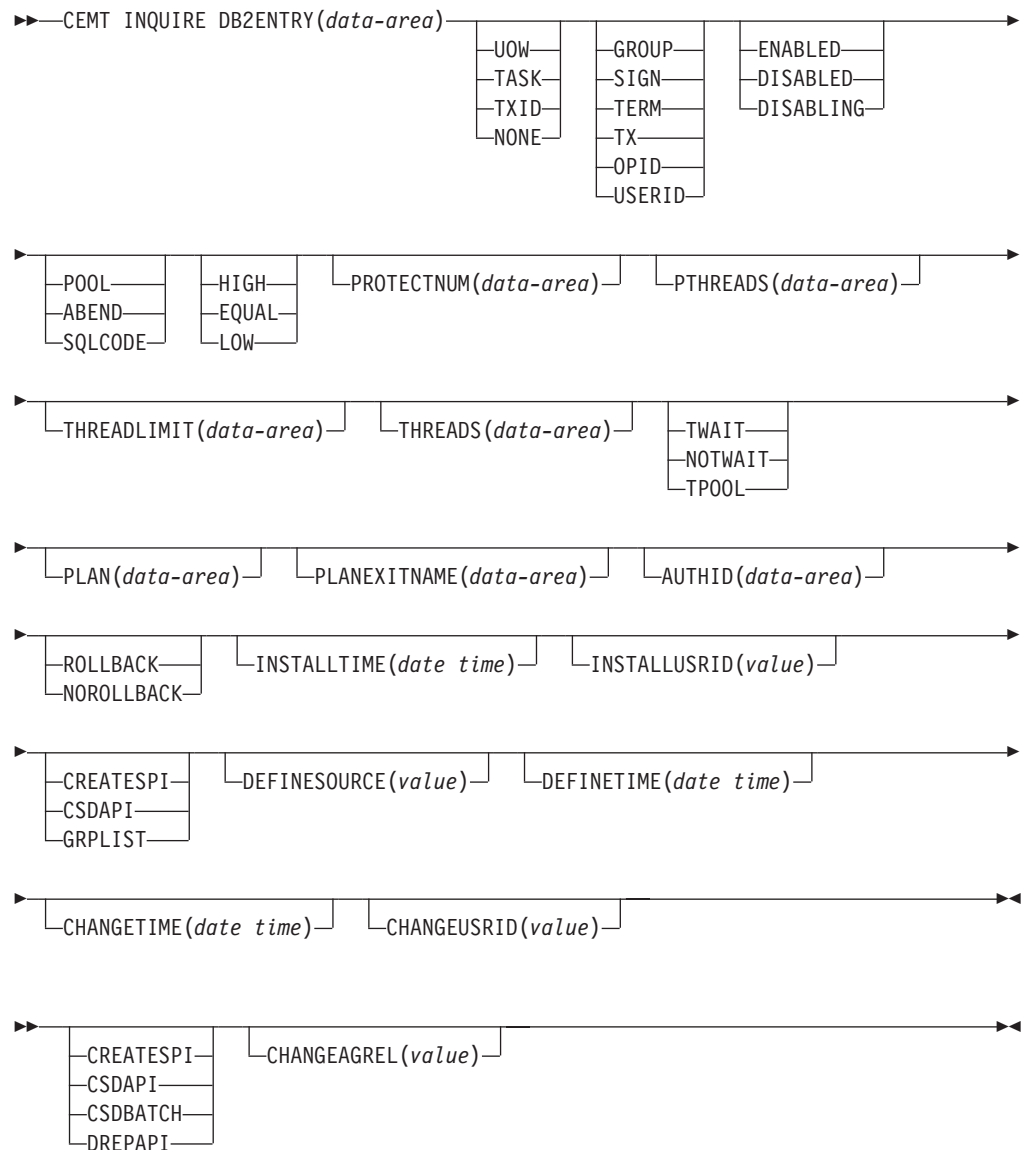 CEMT INQUIRE DB2ENTRY(data-area)
UOW
TASK
TXID
NONE
GROUP
SIGN
TERM
TX
OPID
USERID
ENABLED
DISABLED
DISABLING
POOL
ABEND
SQLCODE
HIGH
EQUAL
LOW
PROTECTNUM(data-area)
PTHREADS(data-area)
THREADLIMIT(data-area)
THREADS(data-area)
TWAIT
NOTWAIT
TPOOL
PLAN(data-area)
PLANEXITNAME(data-area)
AUTHID(data-area)
ROLLBACK
NOROLLBACK
INSTALLTIME(date time)
INSTALLUSRID(value)
CREATESPI
CSDAPI
GRPLIST
DEFINESOURCE(value)
DEFINETIME(date time)
CHANGETIME(date time)
CHANGEUSRID(value)
CREATESPI
CSDAPI
CSDBATCH
DREPAPI
CHANGEAGREL(value)